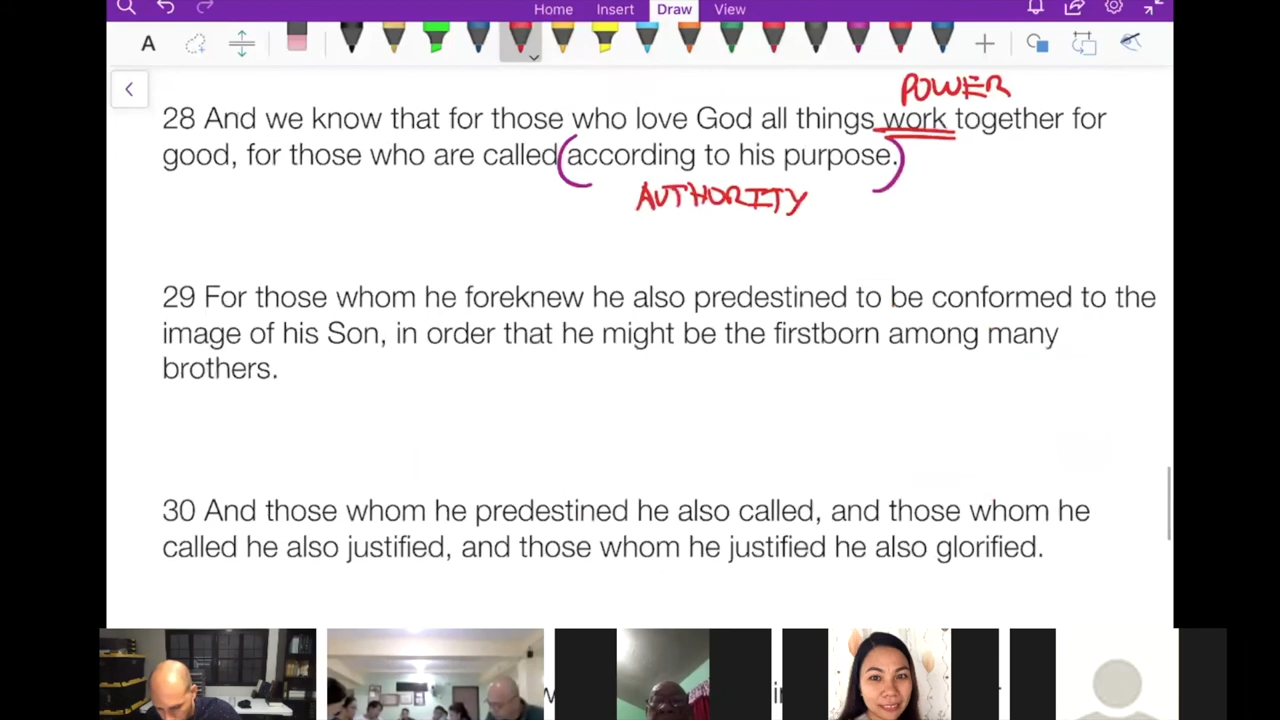 Home Insert Draw View
A
POWER
28 And we know that for those who love God all things work together for
good, for those who are called (according to his purpose.)
AUTHORITY
29 For those whom he foreknew he also predestined to be conformed to the
image of his Son, in order that he might be the firstborn among many
brothers.
30 And those whom he predestined he also called, and those whom he
called he also justified, and those whom he justified he also glorified.